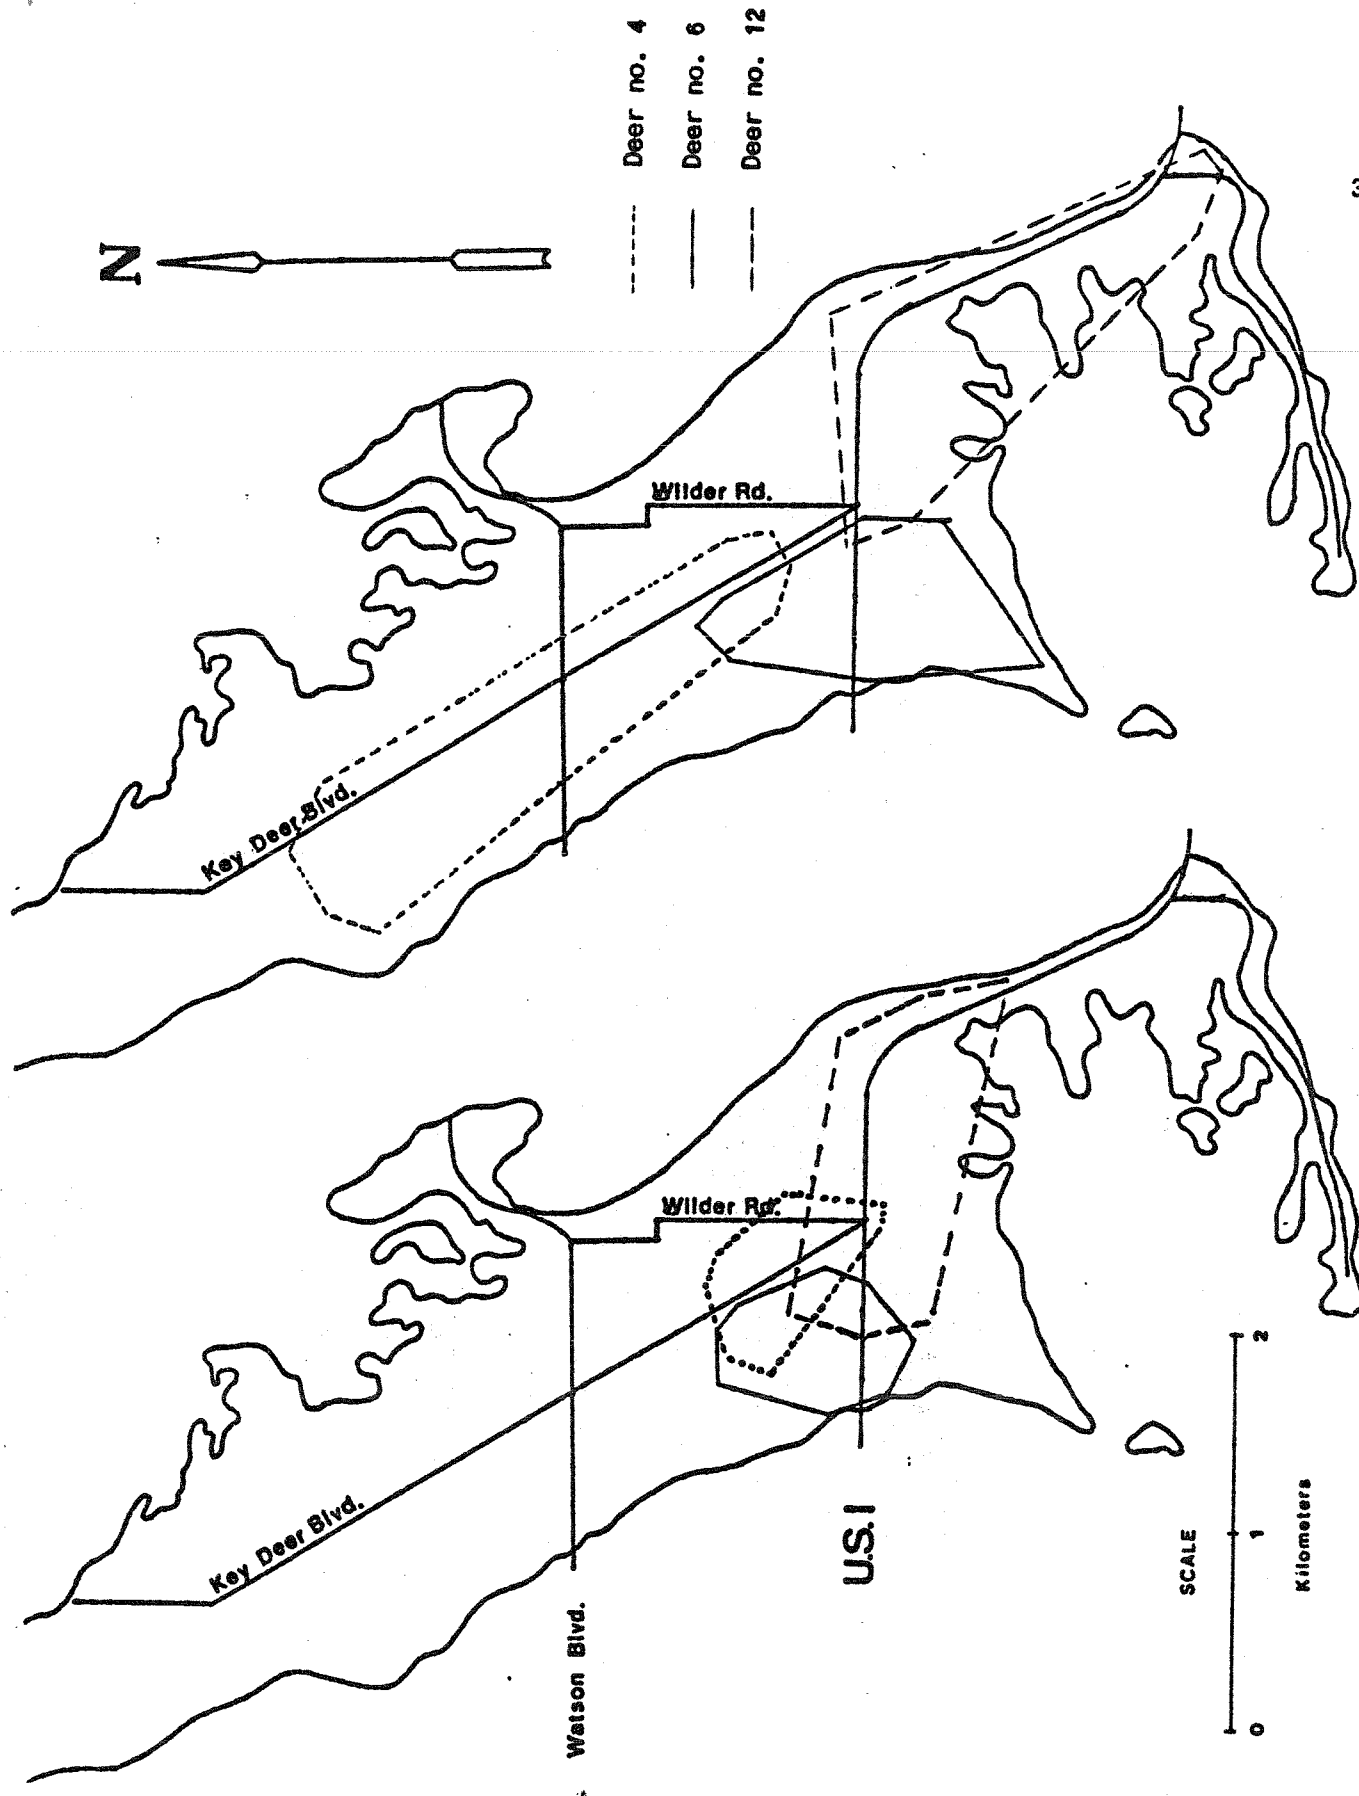 N
Deer no. 4
Deer no. 6
Deer no. 12
Key Deer Blvd.
Wilder Rd.
Key Deer Blvd.
Wilder Rd.
Watson Blvd.
U.S. 1
SCALE
0 1 2
Kilometers
3